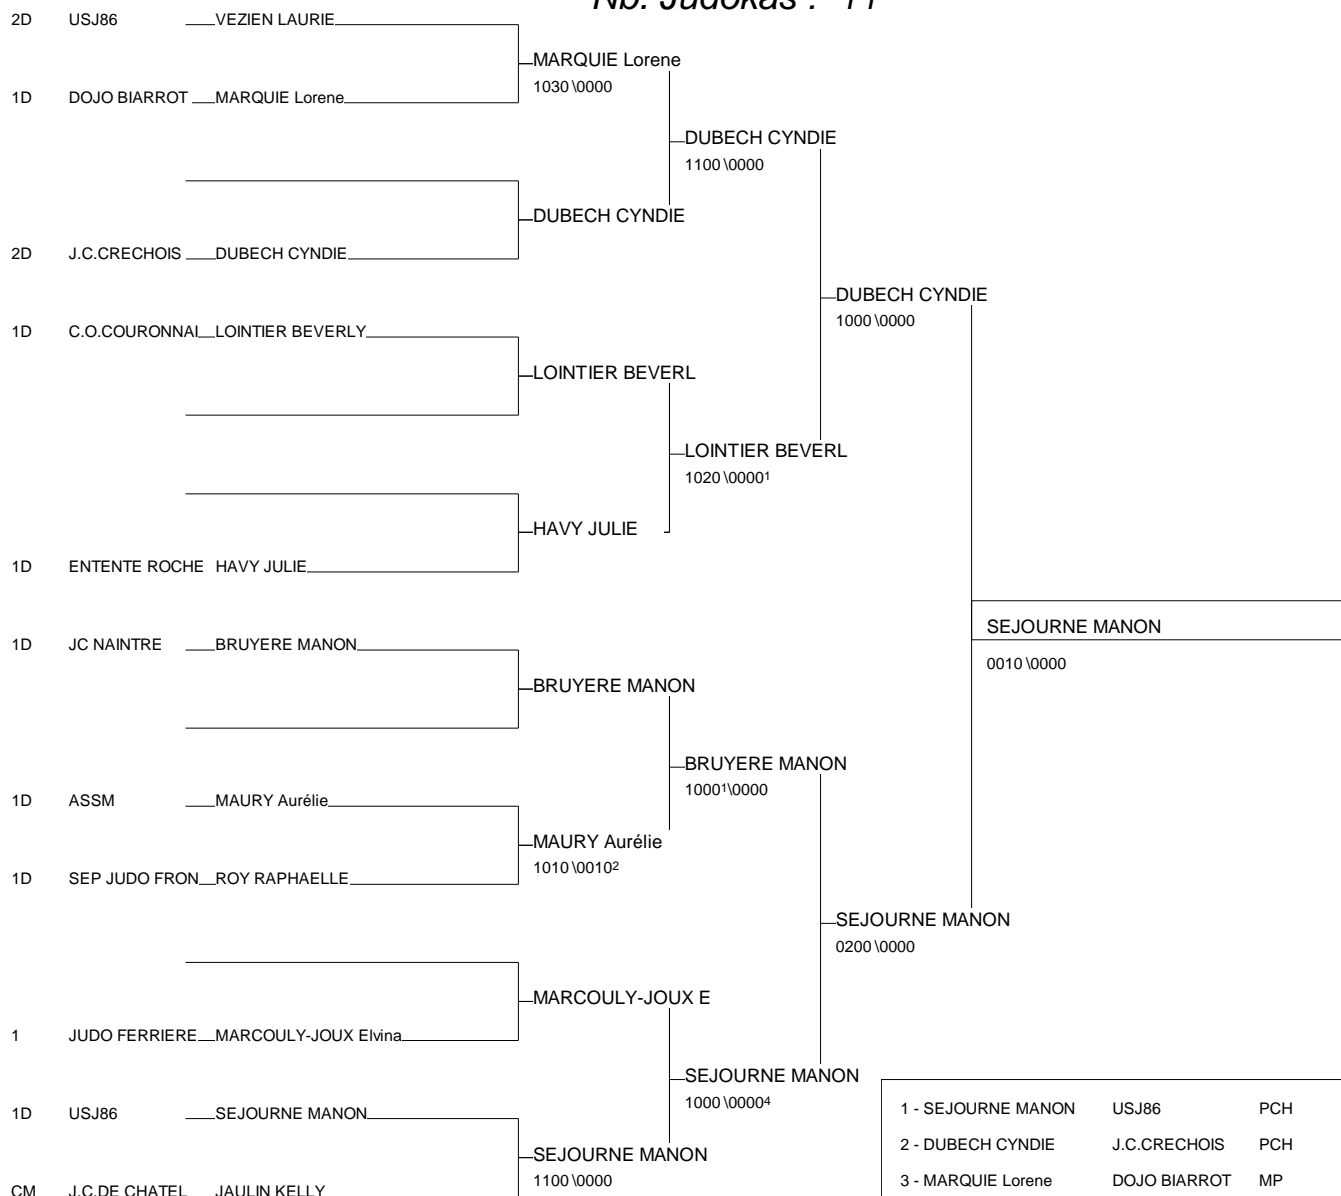 Nb. Judokas : 11
2D USJ86 VEZIEN LAURIE
MARQUIE Lorene
1030 \0000
1D DOJO BIARROT MARQUIE Lorene
DUBECH CYNDIE
1100 \0000
DUBECH CYNDIE
2D J.C.CRECHOIS DUBECH CYNDIE
DUBECH CYNDIE
1000 \0000
1D C.O.COURONNAI LOINTIER BEVERLY
LOINTIER BEVERL
LOINTIER BEVERL
1020 \0000¹
HAVY JULIE
1D ENTENTE ROCHE HAVY JULIE
SEJOURNE MANON
0010 \0000
1D JC NAINTRE BRUYERE MANON
BRUYERE MANON
BRUYERE MANON
1000¹\0000
1D ASSM MAURY Aurélie
MAURY Aurélie
1010 \0010²
1D SEP JUDO FRON ROY RAPHAELLE
SEJOURNE MANON
0200 \0000
MARCOULY-JOUX E
1 JUDO FERRIERE MARCOULY-JOUX Elvina
SEJOURNE MANON
1000 \0000⁴
1D USJ86 SEJOURNE MANON
SEJOURNE MANON
1100 \0000
CM J.C.DE CHATEL JAULIN KELLY
1 - SEJOURNE MANON USJ86 PCH
2 - DUBECH CYNDIE J.C.CRECHOIS PCH
3 - MARQUIE Lorene DOJO BIARROT MP